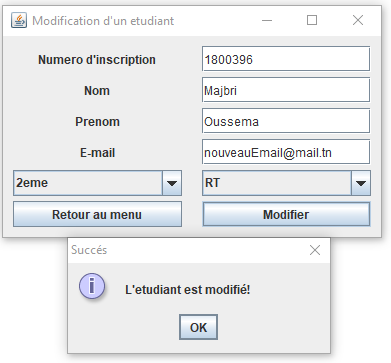 Modification d'un etudiant
Numero d'inscription 1800396
Nom Majbri
Prenom Oussema
E-mail nouveauEmail@mail.tn
2eme RT
Retour au menu Modifier
Succés
L'etudiant est modifié!
OK